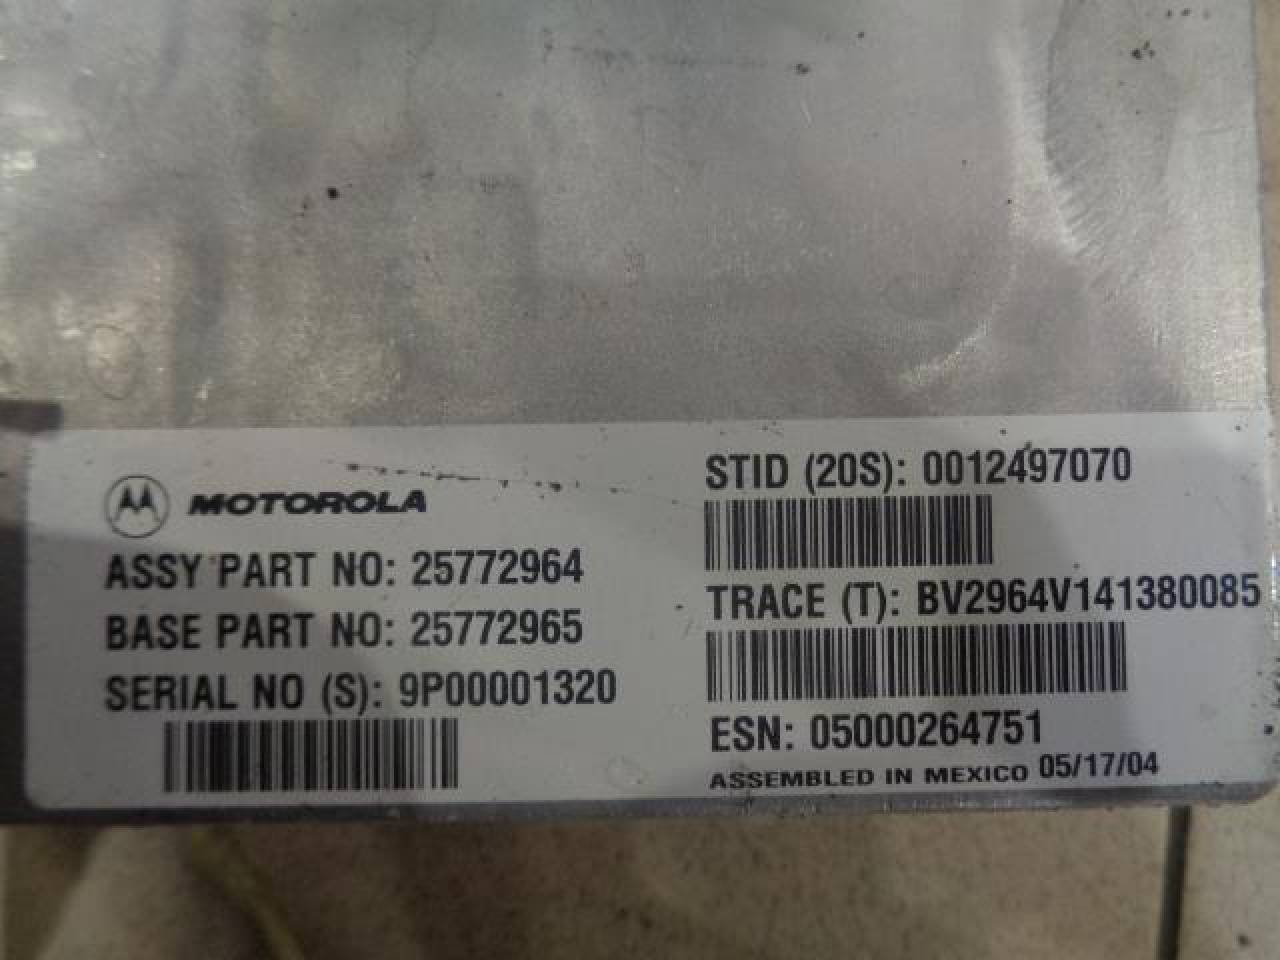 MOTOROLA
ASSY PART NO: 25772964
BASE PART NO: 25772965
SERIAL NO (S): 9P00001320
STID (20S): 0012497070
TRACE (T): BV2964V141380085
ESN: 05000264751
ASSEMBLED IN MEXICO 05/17/04